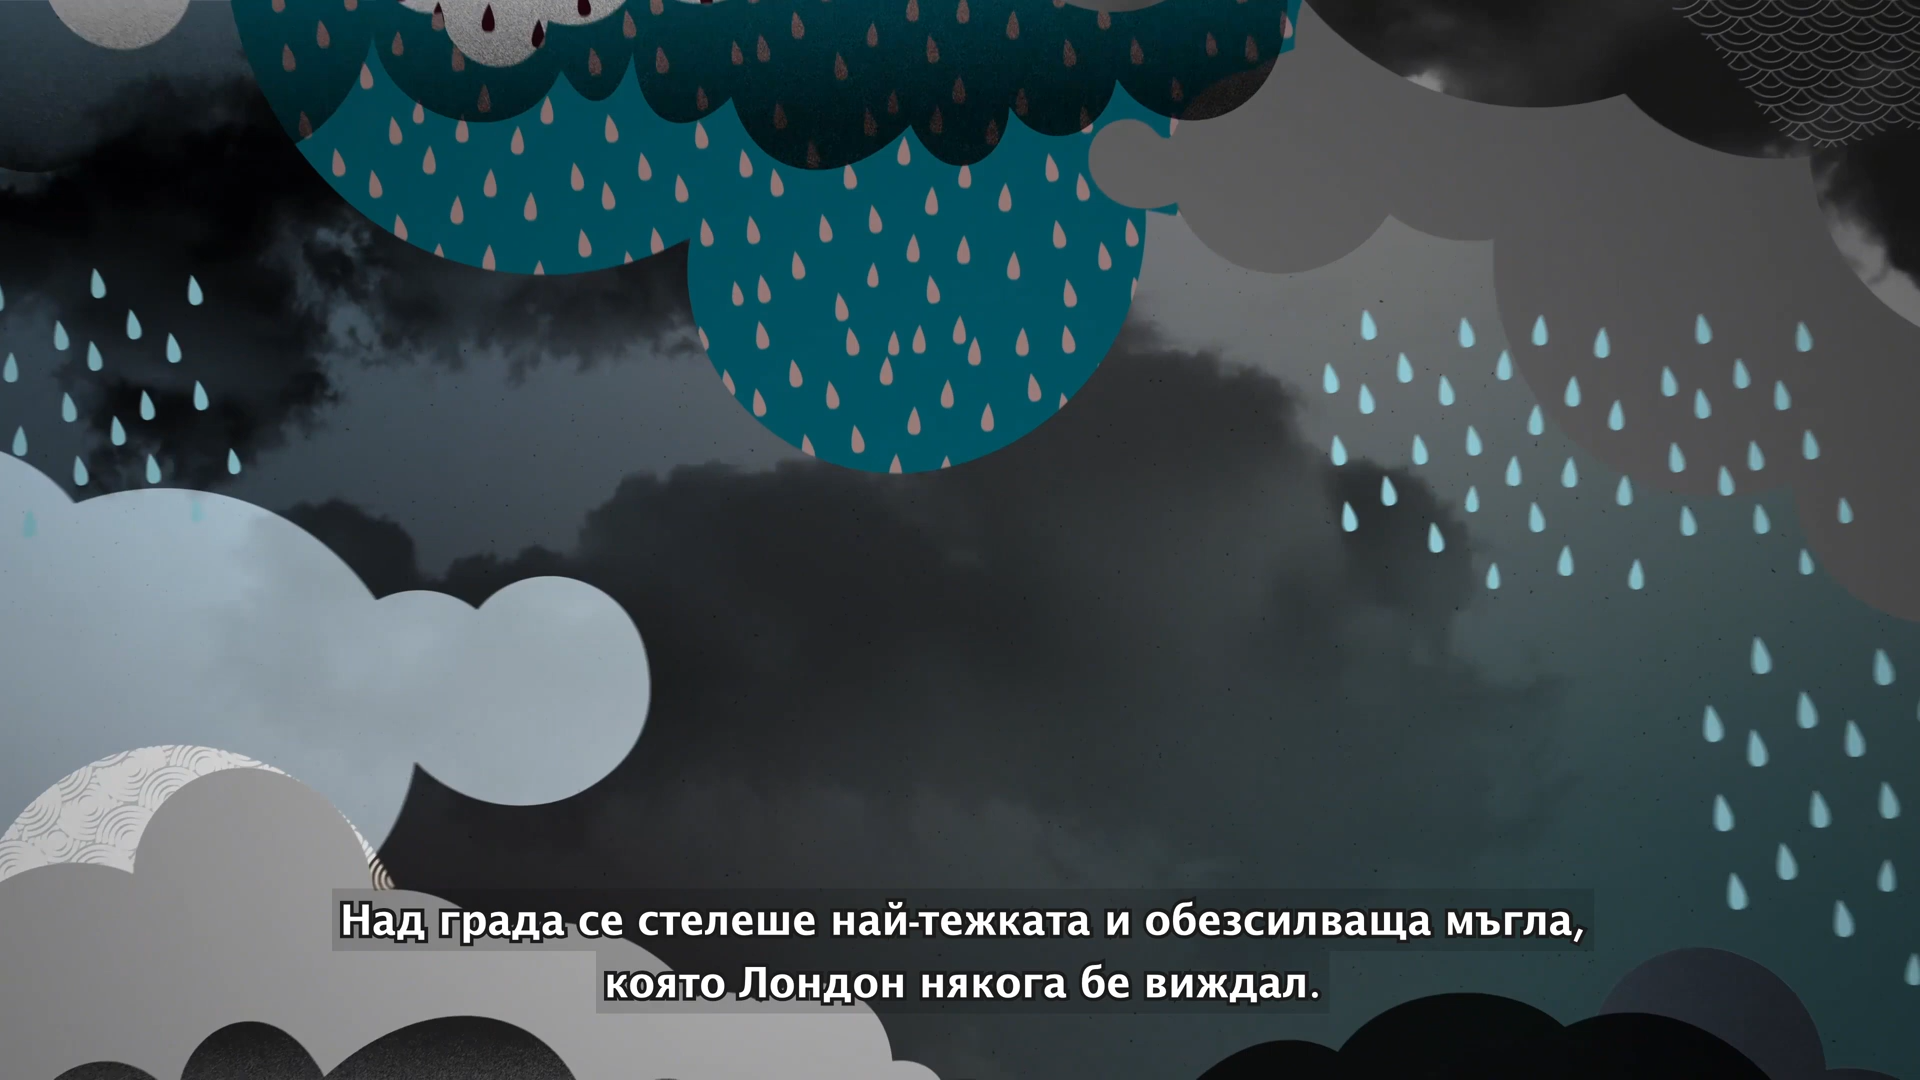 Над града се стелеше най-тежката и обезсилваща мъгла,
която Лондон някога бе виждал.